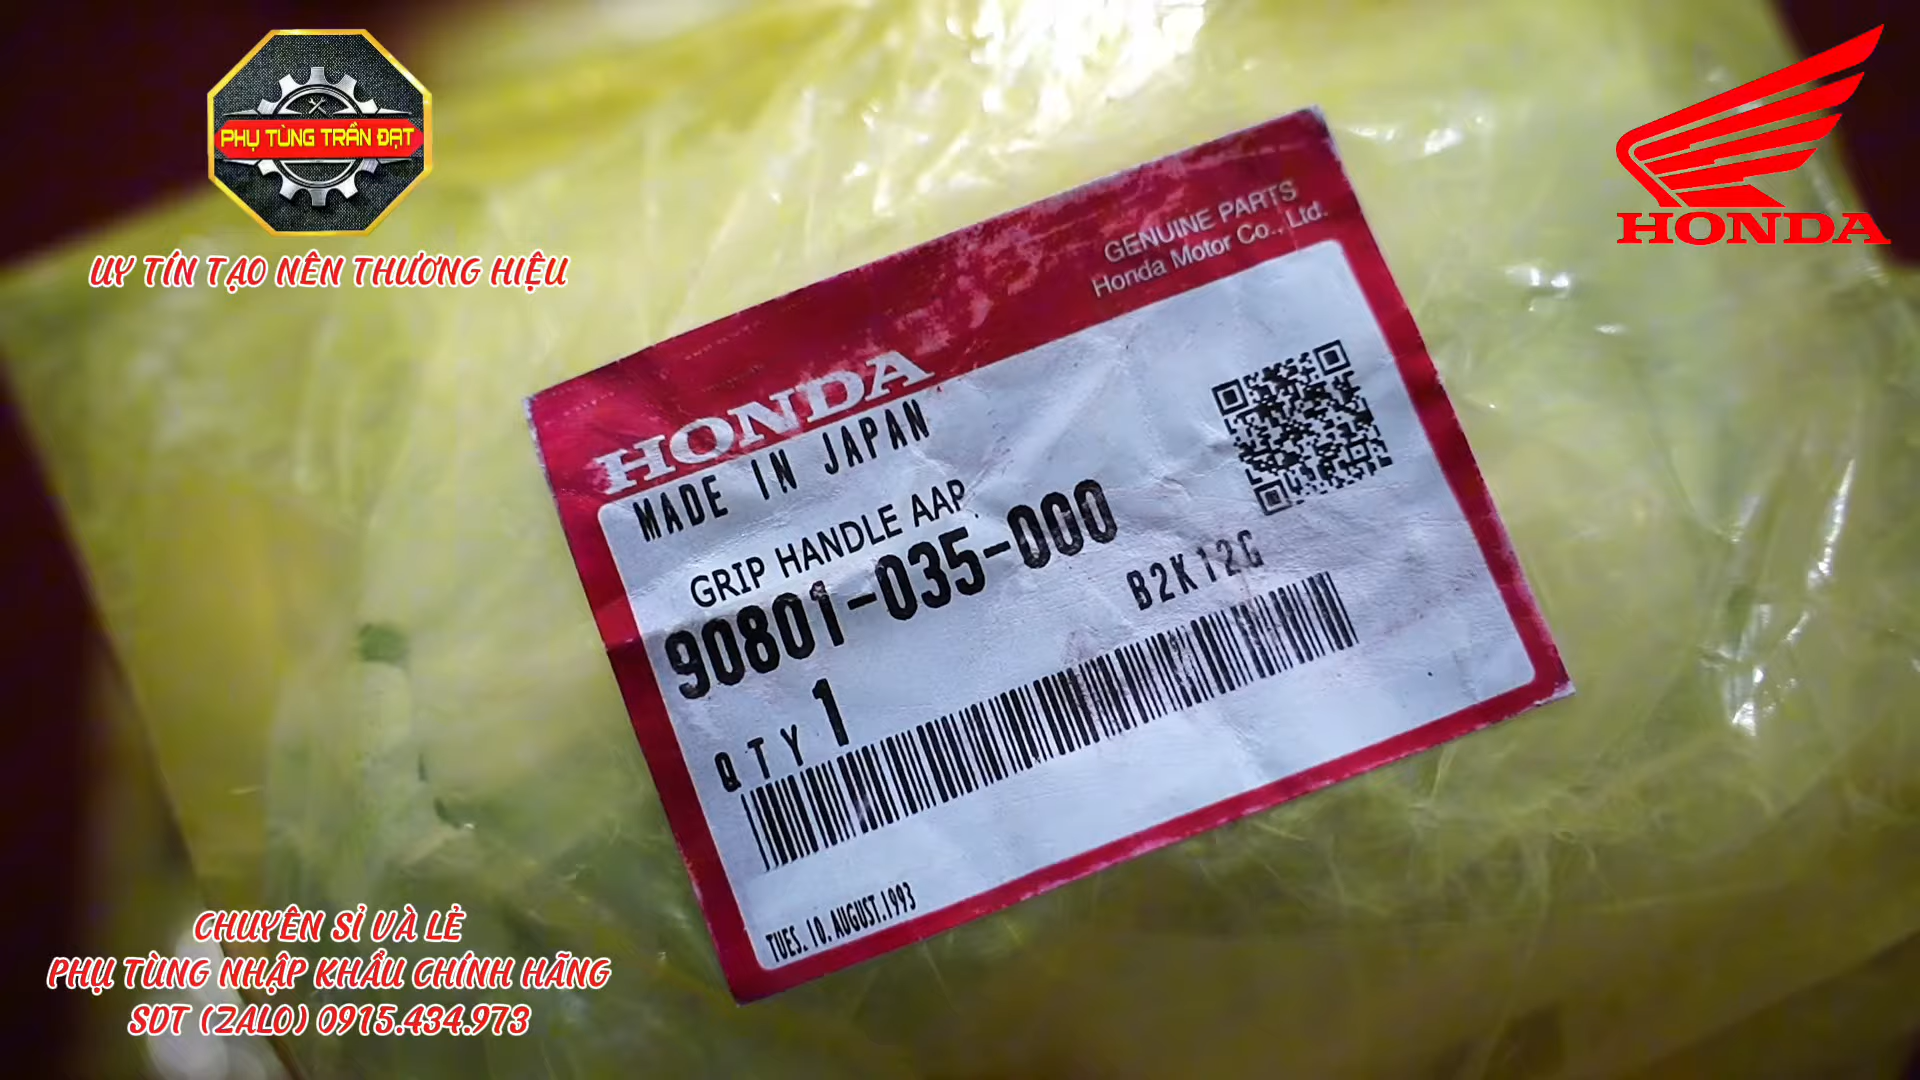 PHỤ TÙNG TRẦN ĐẠT
UY TÍN TẠO NÊN THƯƠNG HIỆU
HONDA
GENUINE PARTS
Honda Motor Co., Ltd.
HONDA
MADE IN JAPAN
GRIP HANDLE AAP.
90801-035-000
B2K12G
QTY 1
TUES. 10. AUGUST.1993
CHUYÊN SỈ VÀ LẺ
PHỤ TÙNG NHẬP KHẨU CHÍNH HÃNG
SDT (ZALO) 0915.434.973